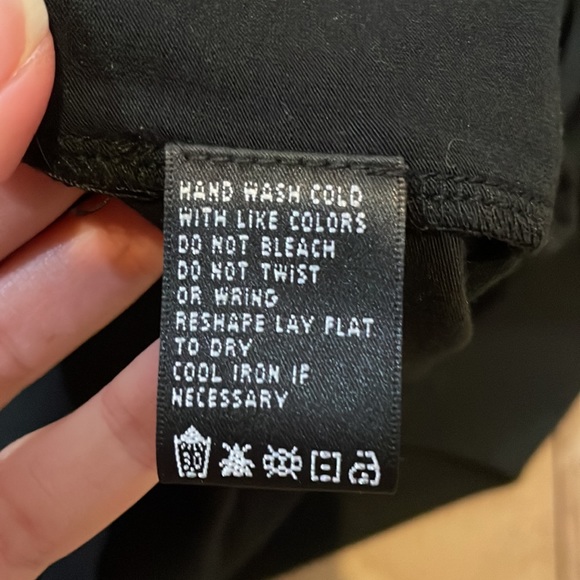 HAND WASH COLD
WITH LIKE COLORS
DO NOT BLEACH
DO NOT TWIST
OR WRING
RESHAPE LAY FLAT
TO DRY
COOL IRON IF
NECESSARY
30